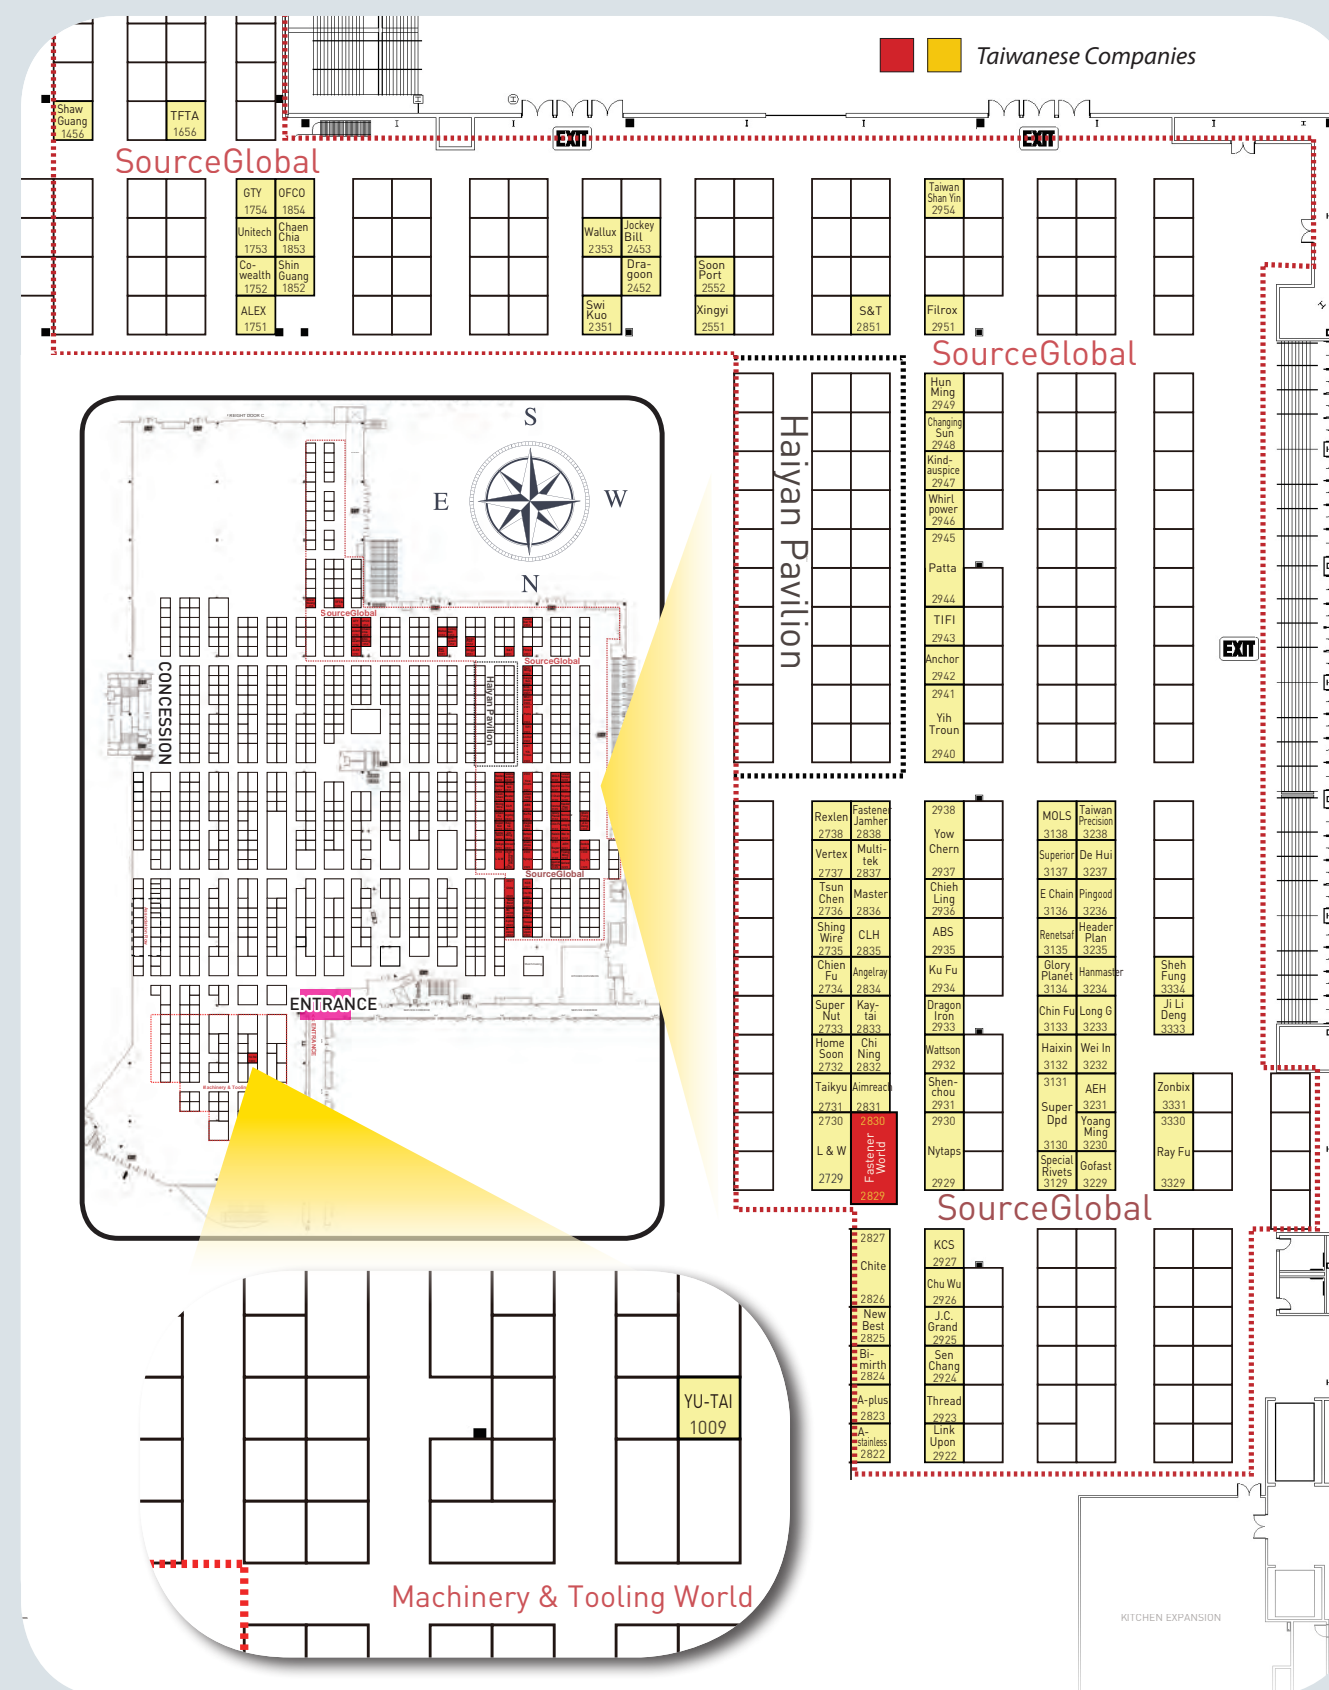 Taiwanese Companies
Shaw
Guang
1456
TFTA
1656
EXIT
EXIT
SourceGlobal
GTY
1754
OFCO
1854
Unitech
1753
Chaen
Chia
1853
Co-
wealth
1752
Shin
Guang
1852
ALEX
1751
Wallux
2353
Jockey
Bill
2453
Dra-
goon
2452
Swi
Kuo
2351
Soon
Port
2552
Xingyi
2551
S&T
2851
Taiwan
Shan Yin
2954
Filrox
2951
SourceGlobal
Haiyan Pavilion
Hun
Ming
2949
Changing
Sun
2948
Kind-
auspice
2947
Whirl
power
2946
2945
Patta
2944
TIFI
2943
Anchor
2942
2941
Yih
Troun
2940
EXIT
S
E
W
N
SourceGlobal
SourceGlobal
Haiyan Pavilion
CONCESSION
SourceGlobal
ENTRANCE
ENTRANCE
Rexlen
2738
Fastener
Jamher
2838
Vertex
2737
Multi-
tek
2837
Tsun
Chen
2736
Master
2836
Shing
Wire
2735
CLH
2835
Chien
Fu
2734
Angelray
2834
Super
Nut
2733
Kay-
tai
2833
Home
Soon
2732
Chi
Ning
2832
Taikyu
2731
Aimreach
2831
2730
L & W
2729
2830
Fastener
World
2829
2938
Yow
Chern
2937
Chieh
Ling
2936
ABS
2935
Ku Fu
2934
Dragon
Iron
2933
Wattson
2932
Shen-
chou
2931
2930
Nytaps
2929
MOLS
3138
Taiwan
Precision
3238
Superior
3137
De Hui
3237
E Chain
3136
Pingood
3236
Renetsaf
3135
Header
Plan
3235
Glory
Planet
3134
Hanmaster
3234
Chin Fu
3133
Long G
3233
Haixin
3132
Wei In
3232
3131
Super
Dpd
3130
AEH
3231
Yoang
Ming
3230
Special
Rivets
3129
Gofast
3229
Sheh
Fung
3334
Ji Li
Deng
3333
Zonbix
3331
3330
Ray Fu
3329
SourceGlobal
2827
Chite
2826
New
Best
2825
Bi-
mirth
2824
A-plus
2823
A-
stainless
2822
KCS
2927
Chu Wu
2926
J.C.
Grand
2925
Sen
Chang
2924
Thread
2923
Link
Upon
2922
YU-TAI
1009
Machinery & Tooling World
KITCHEN EXPANSION